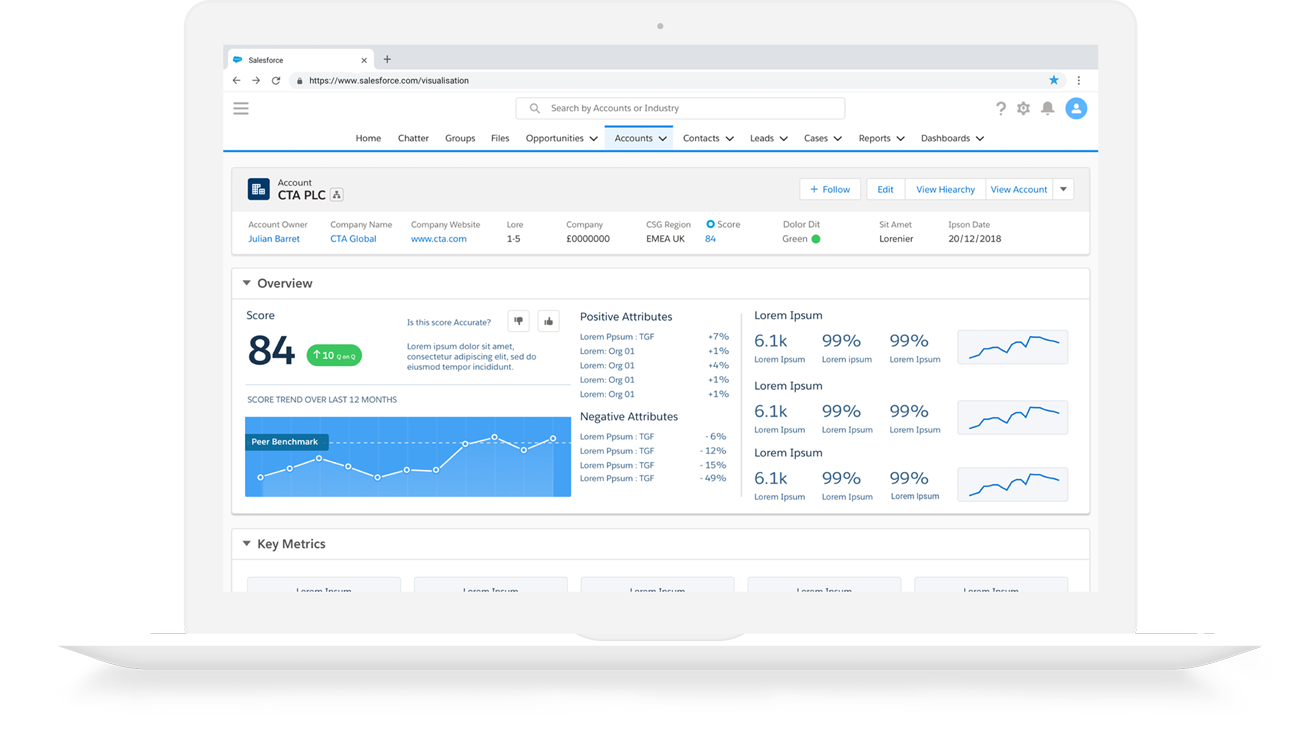 Salesforce
https://www.salesforce.com/visualisation
Search by Accounts or Industry
Home Chatter Groups Files Opportunities Accounts Contacts Leads Cases Reports Dashboards
Account
CTA PLC
+ Follow Edit View Hiearchy View Account
Account Owner Company Name Company Website Lore Company CSG Region Score Dolor Dit Sit Amet Ipson Date
Julian Barret CTA Global www.cta.com 1-5 £0000000 EMEA UK 84 Green Lorenier 20/12/2018
Overview
Score
84
10 Q on Q
Is this score Accurate?
Lorem ipsum dolor sit amet,
consectetur adipiscing elit, sed do
eiusmod tempor incididunt.
SCORE TREND OVER LAST 12 MONTHS
Peer Benchmark
Positive Attributes
Lorem Ppsum : TGF +7%
Lorem: Org 01 +1%
Lorem: Org 01 +4%
Lorem: Org 01 +1%
Lorem: Org 01 +1%
Negative Attributes
Lorem Ppsum : TGF - 6%
Lorem Ppsum : TGF - 12%
Lorem Ppsum : TGF - 15%
Lorem Ppsum : TGF - 49%
Lorem Ipsum
6.1k 99% 99%
Lorem Ipsum Lorem ipsum Lorem Ipsum
Lorem Ipsum
6.1k 99% 99%
Lorem Ipsum Lorem Ipsum Lorem Ipsum
Lorem Ipsum
6.1k 99% 99%
Lorem Ipsum Lorem Ipsum Lorem Ipsum
Key Metrics
Lorem Ipsum Lorem Ipsum Lorem Ipsum Lorem Ipsum Lorem Ipsum